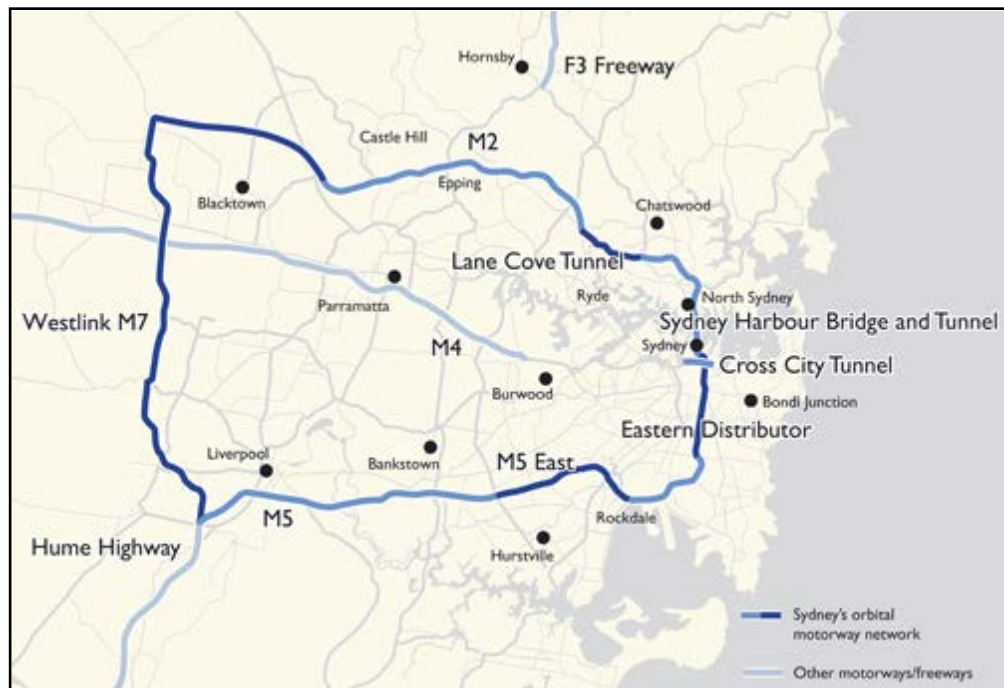 Hornsby
F3 Freeway
Castle Hill
M2
Epping
Blacktown
Chatswood
Lane Cove Tunnel
Ryde
North Sydney
Parramatta
Westlink M7
Sydney Harbour Bridge and Tunnel
M4
Sydney
Cross City Tunnel
Burwood
Bondi Junction
Eastern Distributor
Liverpool
Bankstown
M5 East
M5
Rockdale
Hume Highway
Hurstville
Sydney's orbital
motorway network
Other motorways/freeways